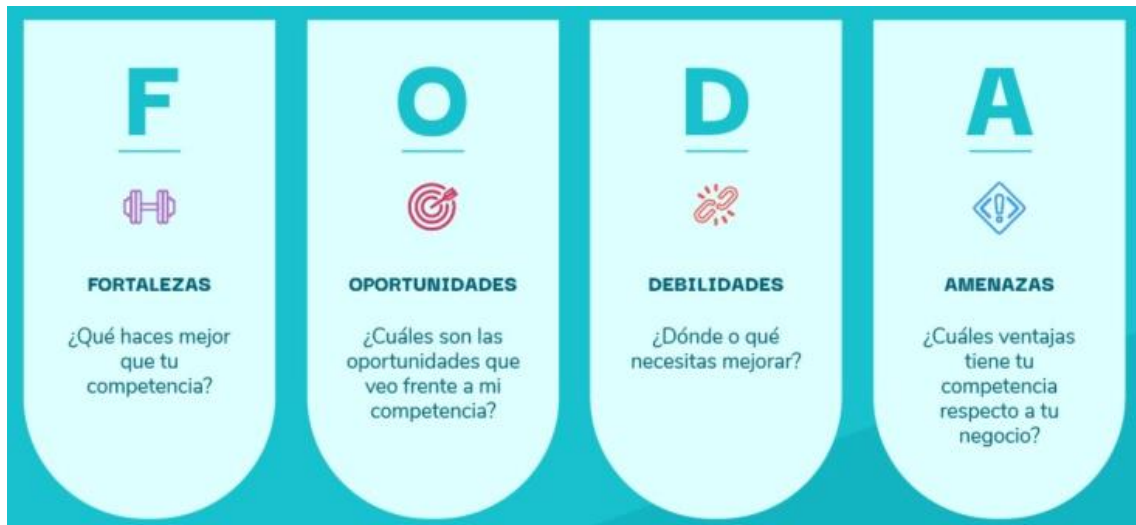 F
FORTALEZAS
¿Qué haces mejor
que tu
competencia?
O
OPORTUNIDADES
¿Cuáles son las
oportunidades que
veo frente a mi
competencia?
D
DEBILIDADES
¿Dónde o qué
necesitas mejorar?
A
AMENAZAS
¿Cuáles ventajas
tiene tu
competencia
respecto a tu
negocio?